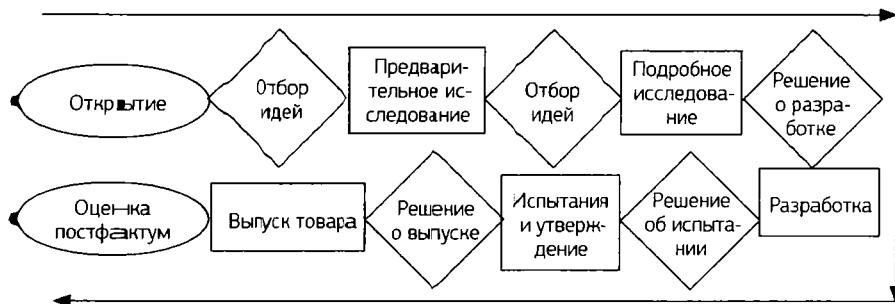 Открытие
Отбор
идей
Предвари-
тельное ис-
следование
Отбор
идей
Подробное
исследова-
ние
Решение
о разра-
ботке
Оценка
постфактум
Выпуск товара
Решение
о выпуске
Испытания
и утверж-
дение
Решение
об испыта-
нии
Разработка